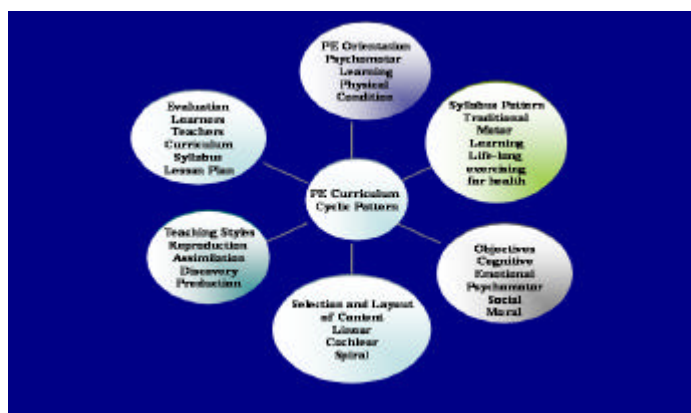 PE Orientation
Psychomotor
Learning
Physical
Condition
Syllabus Pattern
Traditional
Motor
Learning
Life-long
exercising
for health
Objectives
Cognitive
Emotional
Psychomotor
Social
Moral
Selection and Layout
of Content
Linear
Cochlear
Spiral
Teaching Styles
Reproduction
Assimilation
Discovery
Production
Evaluation
Learners
Teachers
Curriculum
Syllabus
Lesson Plan
PE Curriculum
Cyclic Pattern